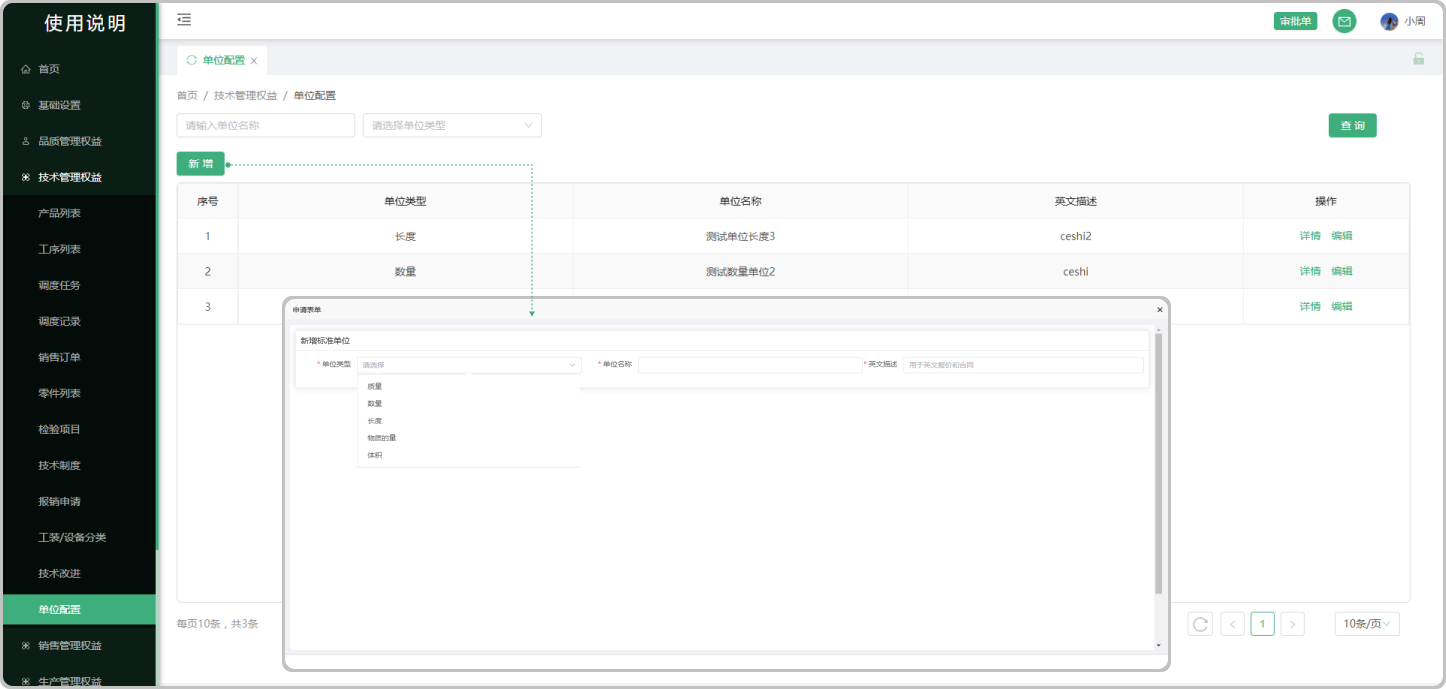 使用说明
首页
基础设置
品质管理权益
技术管理权益
产品列表
工序列表
调度任务
调度记录
销售订单
零件列表
检验项目
技术制度
报销申请
工装/设备分类
技术改进
单位配置
销售管理权益
生产管理权益
审批单 小周
单位配置 x
首页 / 技术管理权益 / 单位配置
请输入单位名称 请选择单位类型 查询
新增
序号 单位类型 单位名称 英文描述 操作
1 长度 测试单位长度3 ceshi2 详情 编辑
2 数量 测试数量单位2 ceshi 详情 编辑
3 详情 编辑
申请表单
新增标准单位
* 单位类型 请选择 * 单位名称 * 英文描述 用于英文报价和合同
质量
数量
长度
物质的量
体积
每页10条，共3条 < 1 > 10条/页